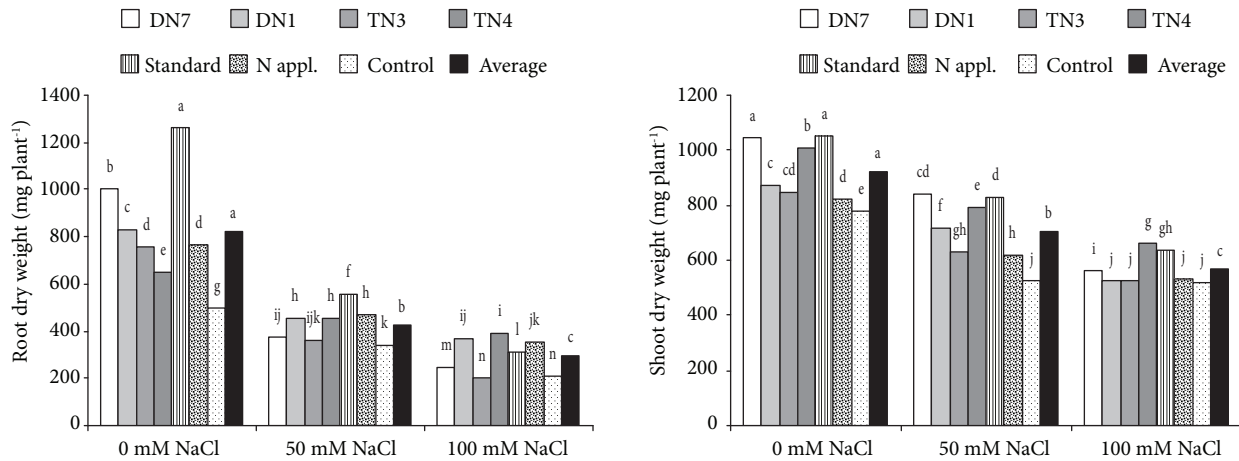 DN7 DN1 TN3 TN4
Standard N appl. Control Average
Root dry weight (mg plant-1)
1400
1200
1000
800
600
400
200
0
b c d e a d g a
ij h ijk h f h k b
m ij n i l jk n c
0 mM NaCl 50 mM NaCl 100 mM NaCl
DN7 DN1 TN3 TN4
Standard N appl. Control Average
Shoot dry weight (mg plant-1)
1200
1000
800
600
400
200
0
a c cd b a d e a
cd f gh e d h j b
i j j g gh j j c
0 mM NaCl 50 mM NaCl 100 mM NaCl